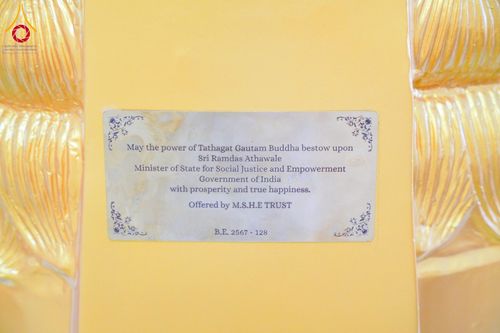 May the power of Tathagat Gautam Buddha bestow upon
Sri Ramdas Athawale
Minister of State for Social Justice and Empowerment
Government of India
with prosperity and true happiness.
Offered by M.S.H.E TRUST
B.E. 2567 - 128